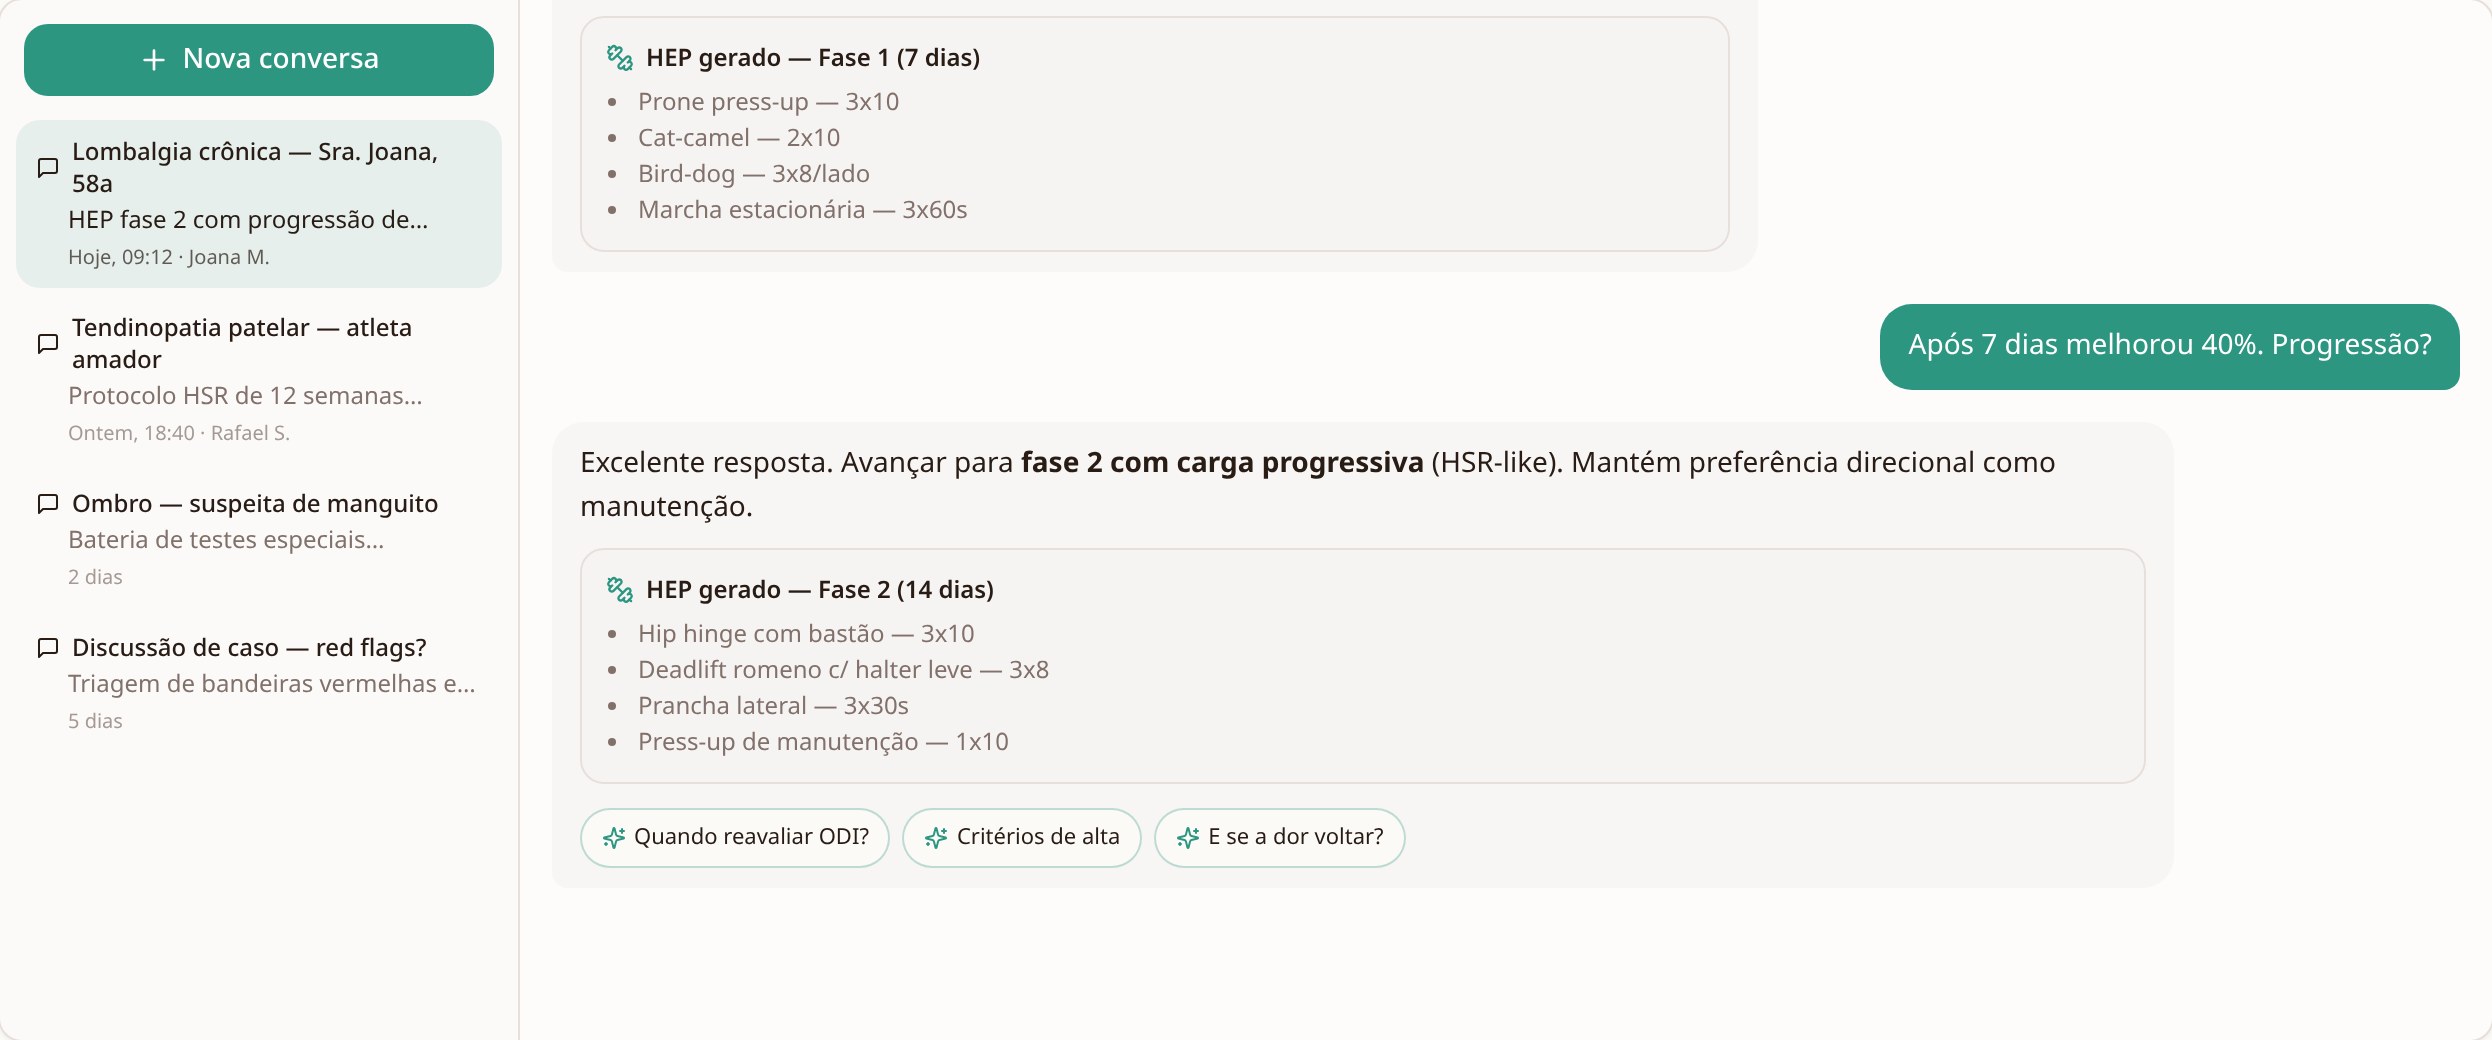 Nova conversa
Lombalgia crônica — Sra. Joana,
58a
HEP fase 2 com progressão de...
Hoje, 09:12 · Joana M.
Tendinopatia patelar — atleta
amador
Protocolo HSR de 12 semanas...
Ontem, 18:40 · Rafael S.
Ombro — suspeita de manguito
Bateria de testes especiais...
2 dias
Discussão de caso — red flags?
Triagem de bandeiras vermelhas e...
5 dias
HEP gerado — Fase 1 (7 dias)
• Prone press-up — 3x10
• Cat-camel — 2x10
• Bird-dog — 3x8/lado
• Marcha estacionária — 3x60s
Após 7 dias melhorou 40%. Progressão?
Excelente resposta. Avançar para fase 2 com carga progressiva (HSR-like). Mantém preferência direcional como
manutenção.
HEP gerado — Fase 2 (14 dias)
• Hip hinge com bastão — 3x10
• Deadlift romeno c/ halter leve — 3x8
• Prancha lateral — 3x30s
• Press-up de manutenção — 1x10
Quando reavaliar ODI?
Critérios de alta
E se a dor voltar?